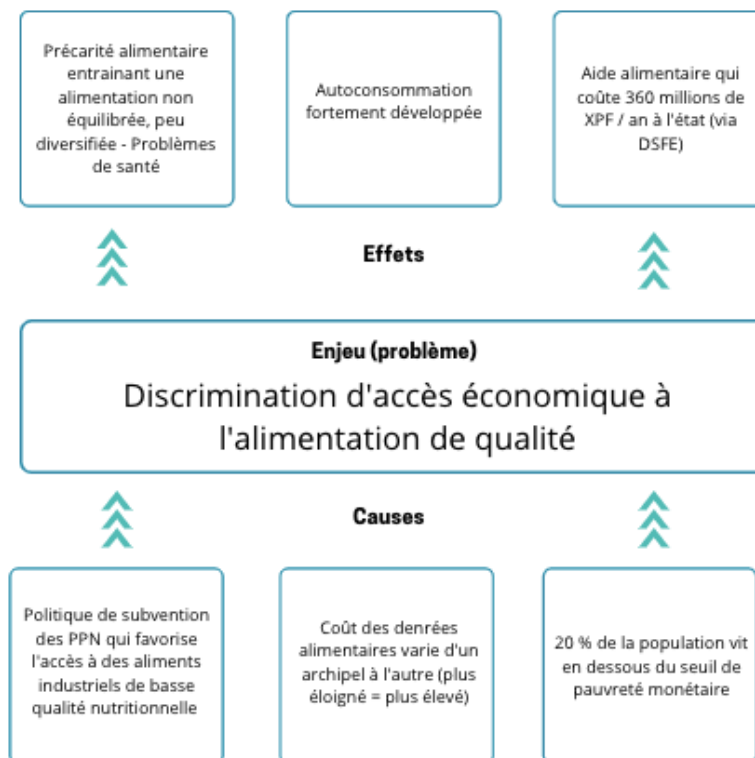 Précarité alimentaire
entrainant une
alimentation non
équilibrée, peu
diversifiée - Problèmes
de santé
Autoconsommation
fortement développée
Aide alimentaire qui
coûte 360 millions de
XPF / an à l'état (via
DSFE)
Effets
Enjeu (problème)
Discrimination d'accès économique à
l'alimentation de qualité
Causes
Politique de subvention
des PPN qui favorise
l'accès à des aliments
industriels de basse
qualité nutritionnelle
Coût des denrées
alimentaires varie d'un
archipel à l'autre (plus
éloigné = plus élevé)
20 % de la population vit
en dessous du seuil de
pauvreté monétaire